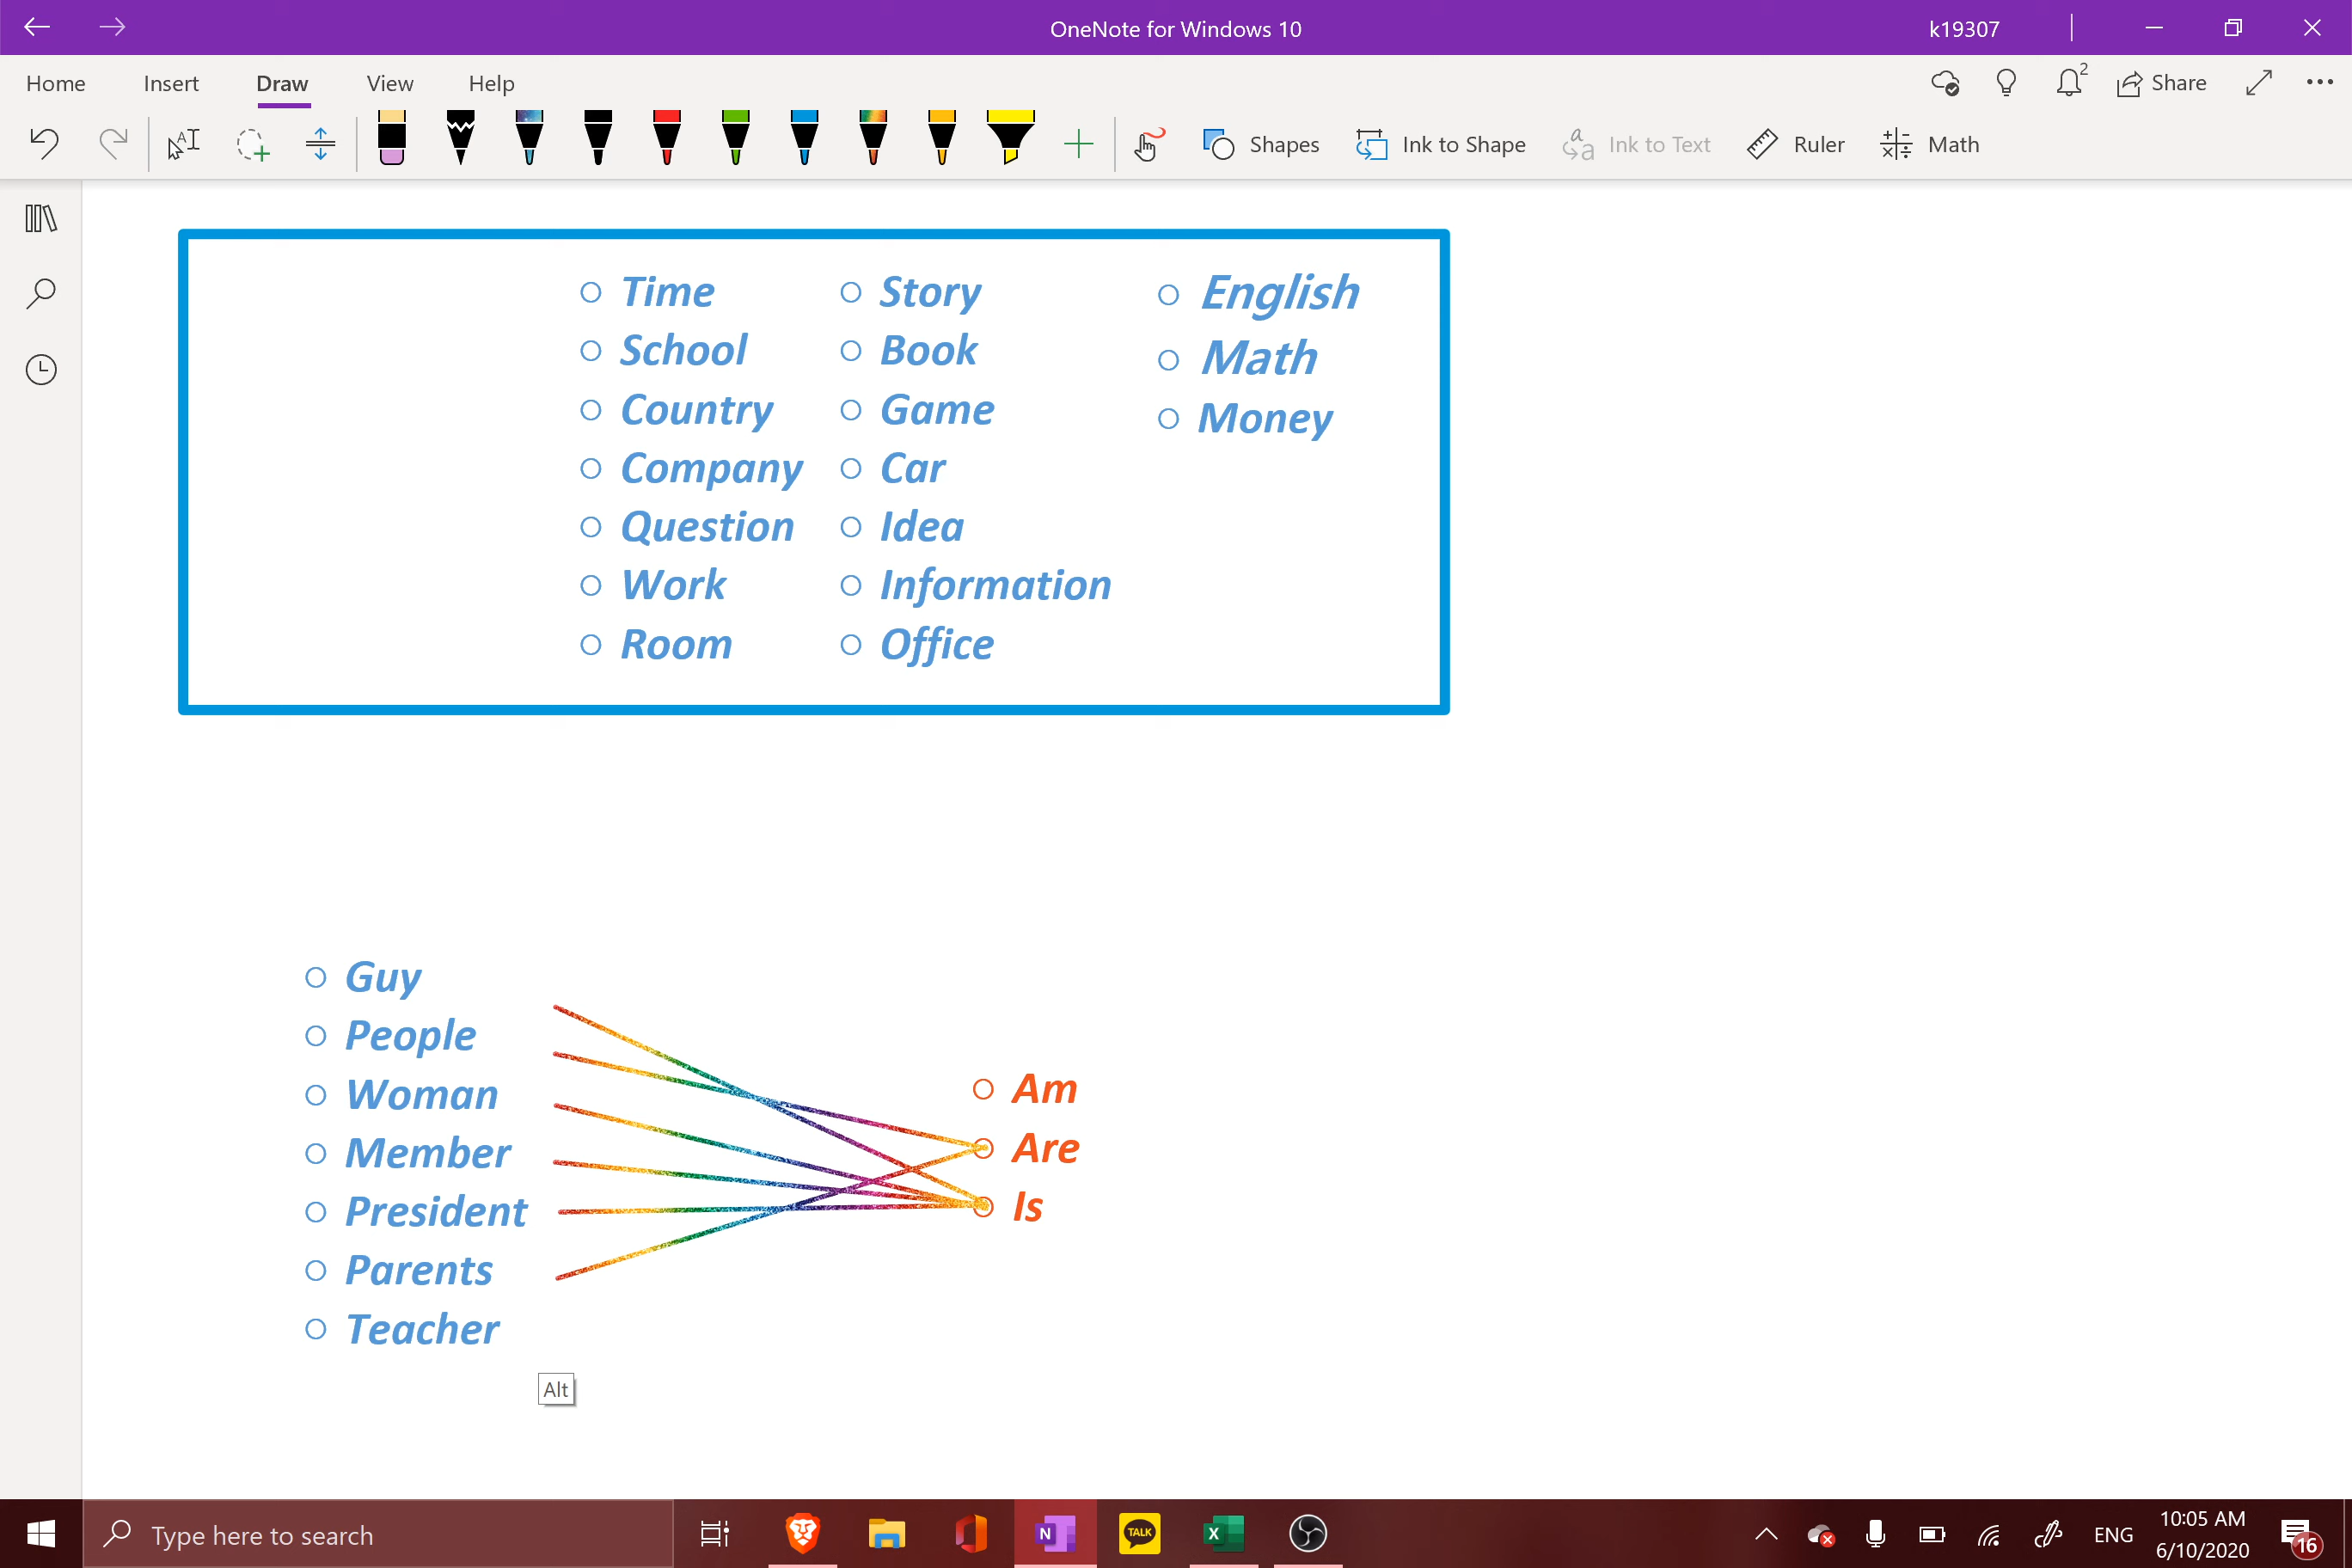 OneNote for Windows 10
k19307
Home Insert Draw View Help
2
Share
Shapes Ink to Shape Ink to Text Ruler Math
Time
School
Country
Company
Question
Work
Room
Story
Book
Game
Car
Idea
Information
Office
English
Math
Money
Guy
People
Woman
Member
President
Parents
Teacher
Am
Are
Is
Alt
Type here to search
N
TALK
X
ENG
10:05 AM
6/10/2020
16